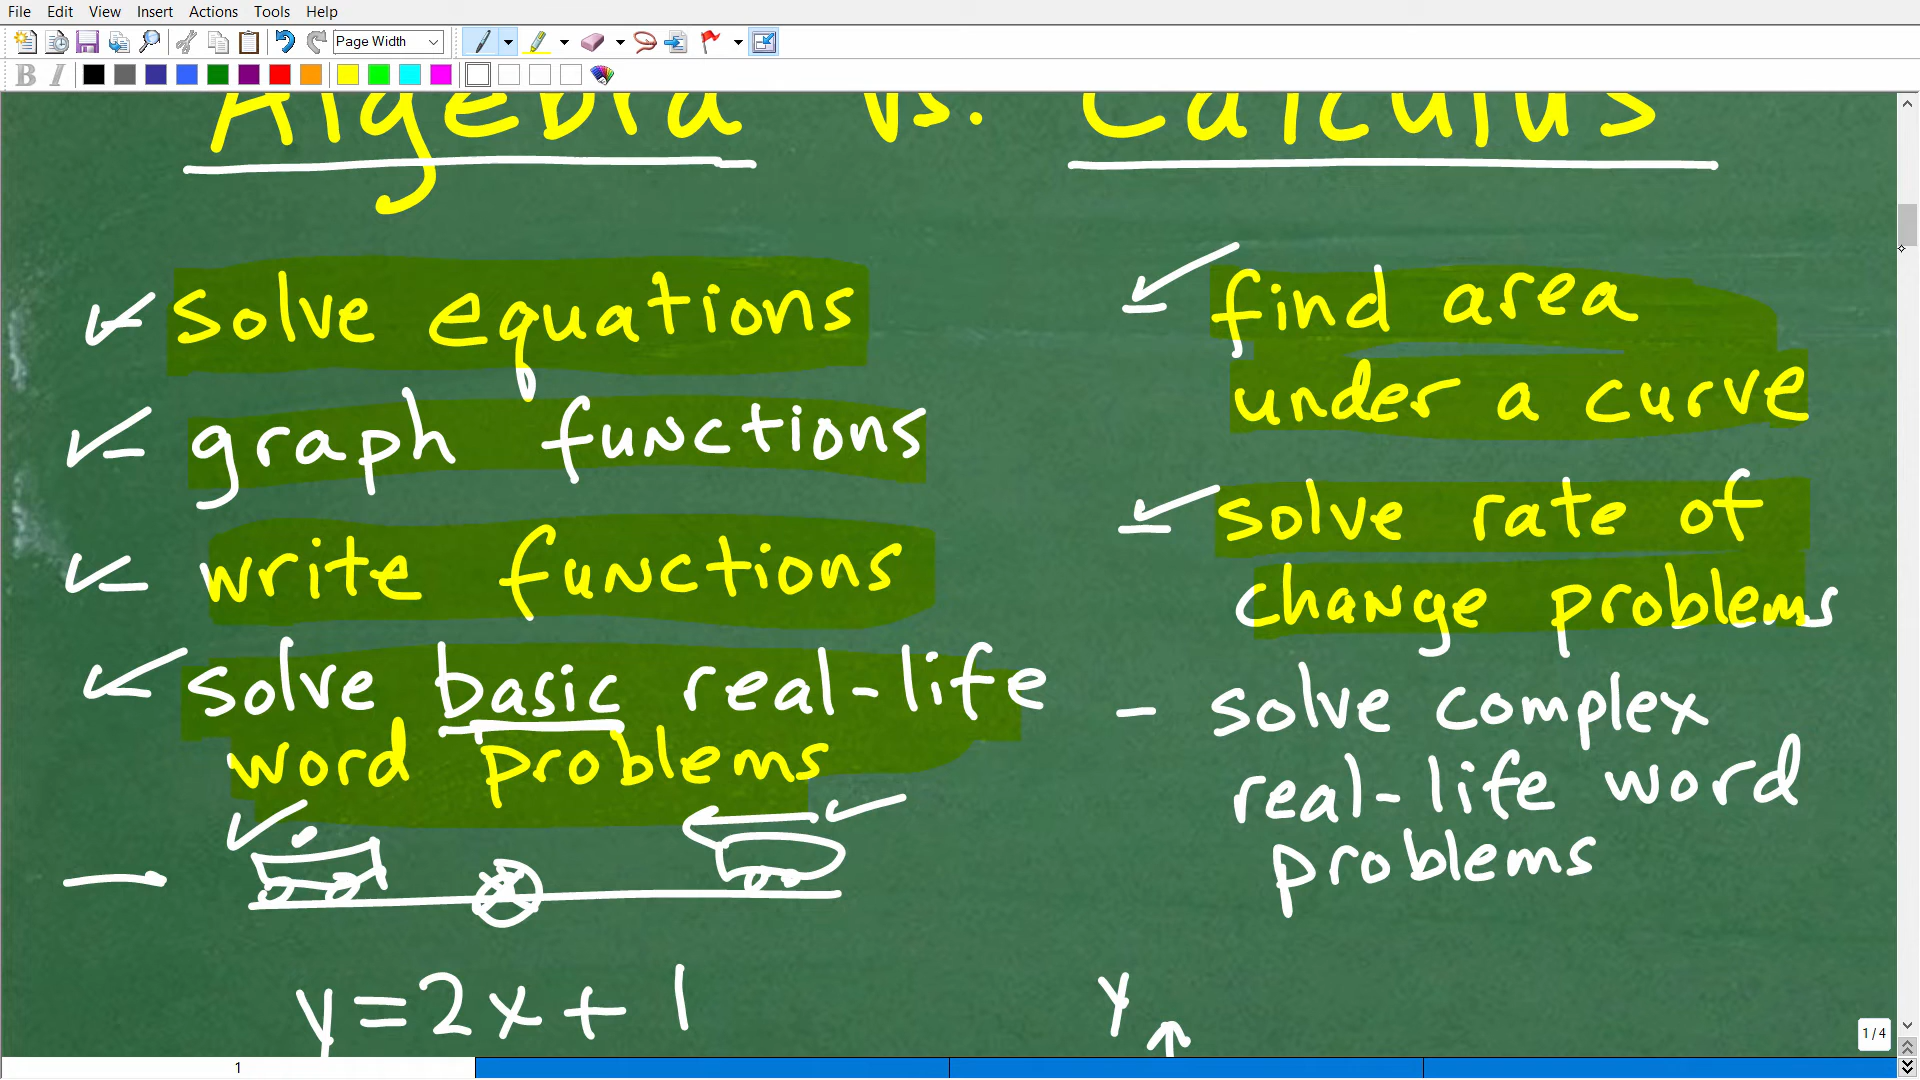 File Edit View Insert Actions Tools Help
Page Width
B I
Algebra vs. Calculus
solve equations
graph functions
write functions
solve basic real-life
word problems
y=2x+1
find area
under a curve
solve rate of
change problems
- solve complex
real-life word
problems
y
1/4
1